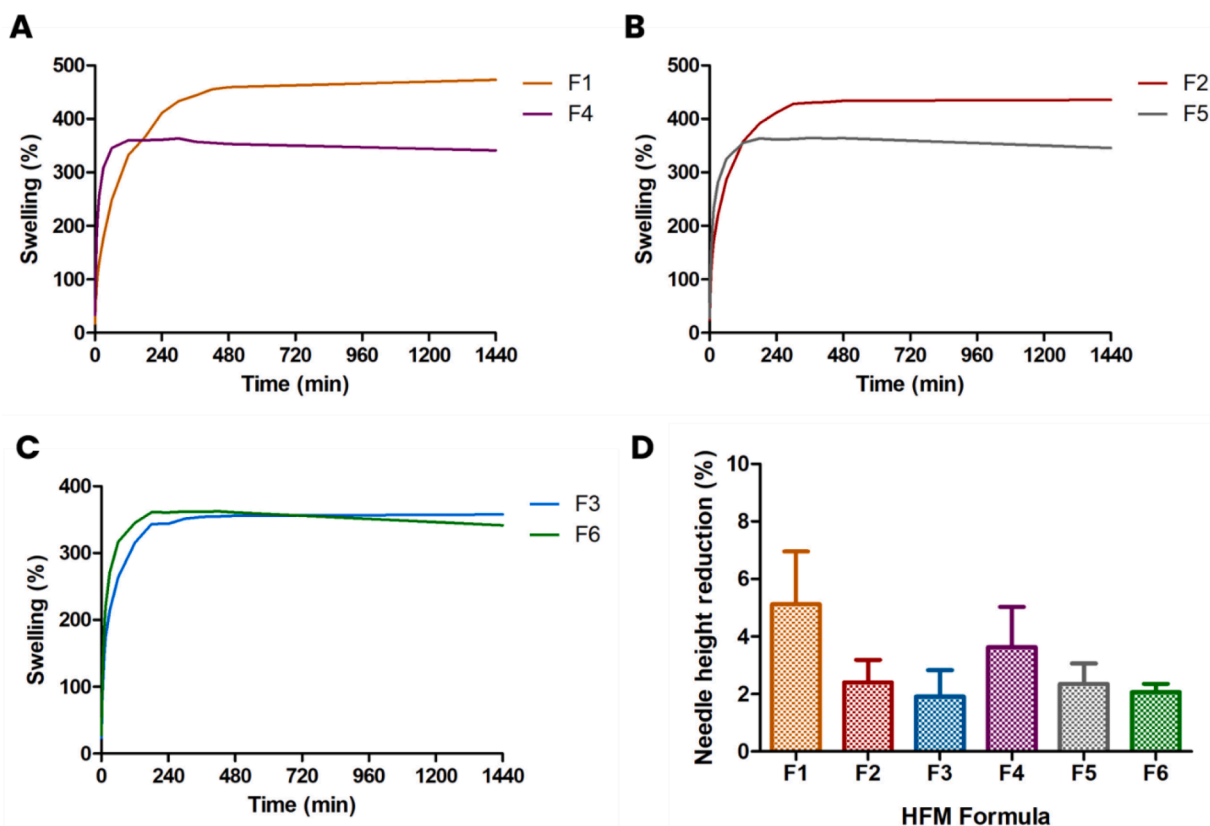 A
Swelling (%)
500
400
300
200
100
0
0 240 480 720 960 1200 1440
Time (min)
F1
F4
B
Swelling (%)
500
400
300
200
100
0
0 240 480 720 960 1200 1440
Time (min)
F2
F5
C
Swelling (%)
400
300
200
100
0
0 240 480 720 960 1200 1440
Time (min)
F3
F6
D
Needle height reduction (%)
10
8
6
4
2
0
F1 F2 F3 F4 F5 F6
HFM Formula